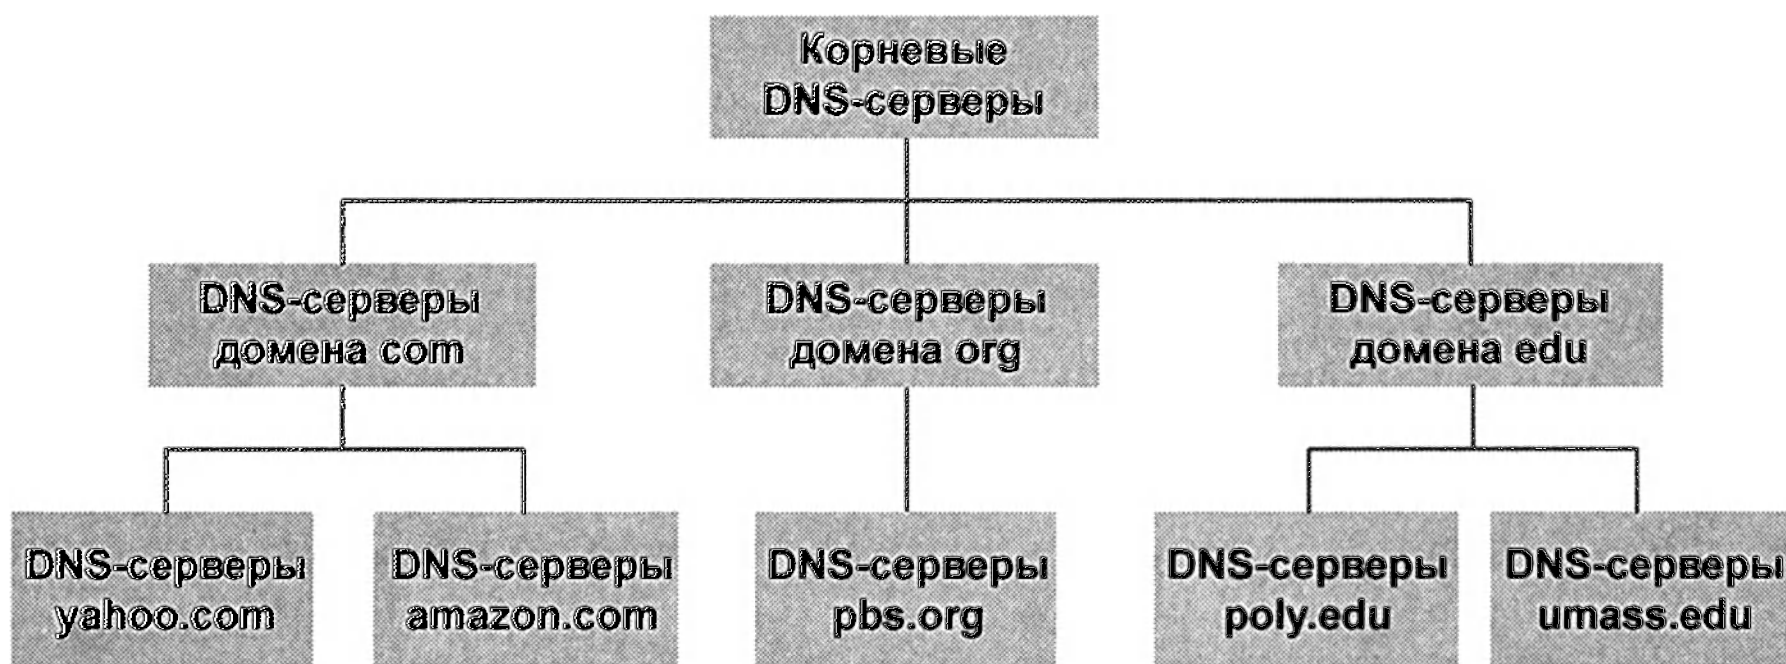 Корневые
DNS-серверы
DNS-серверы
домена com
DNS-серверы
домена org
DNS-серверы
домена edu
DNS-серверы
yahoo.com
DNS-серверы
amazon.com
DNS-серверы
pbs.org
DNS-серверы
poly.edu
DNS-серверы
umass.edu